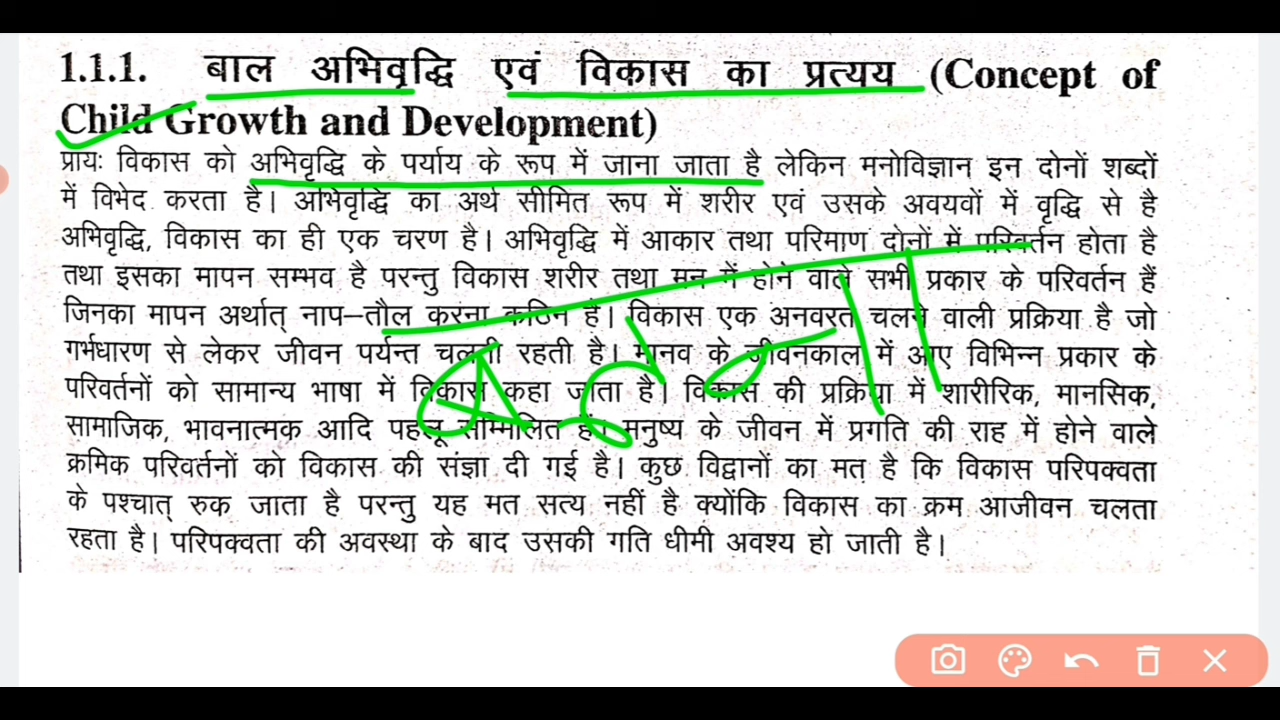 1.1.1. बाल अभिवृद्धि एवं विकास का प्रत्यय (Concept of
Child Growth and Development)
प्रायः विकास को अभिवृद्धि के पर्याय के रूप में जाना जाता है लेकिन मनोविज्ञान इन दोनों शब्दों
में विभेद करता है। अभिवृद्धि का अर्थ सीमित रूप में शरीर एवं उसके अवयवों में वृद्धि से है
अभिवृद्धि, विकास का ही एक चरण है। अभिवृद्धि में आकार तथा परिमाण दोनों में परिवर्तन होता है
तथा इसका मापन सम्भव है परन्तु विकास शरीर तथा मन में होने वाले सभी प्रकार के परिवर्तन हैं
जिनका मापन अर्थात् नाप–तौल करना कठिन है। विकास एक अनवरत चलने वाली प्रक्रिया है जो
गर्भधारण से लेकर जीवन पर्यन्त चलती रहती है। मानव के जीवनकाल में आए विभिन्न प्रकार के
परिवर्तनों को सामान्य भाषा में विकास कहा जाता है। विकास की प्रक्रिया में शारीरिक, मानसिक,
सामाजिक, भावनात्मक आदि पहलू सम्मिलित हैं। मनुष्य के जीवन में प्रगति की राह में होने वाले
क्रमिक परिवर्तनों को विकास की संज्ञा दी गई है। कुछ विद्वानों का मत है कि विकास परिपक्वता
के पश्चात् रुक जाता है परन्तु यह मत सत्य नहीं है क्योंकि विकास का क्रम आजीवन चलता
रहता है। परिपक्वता की अवस्था के बाद उसकी गति धीमी अवश्य हो जाती है।